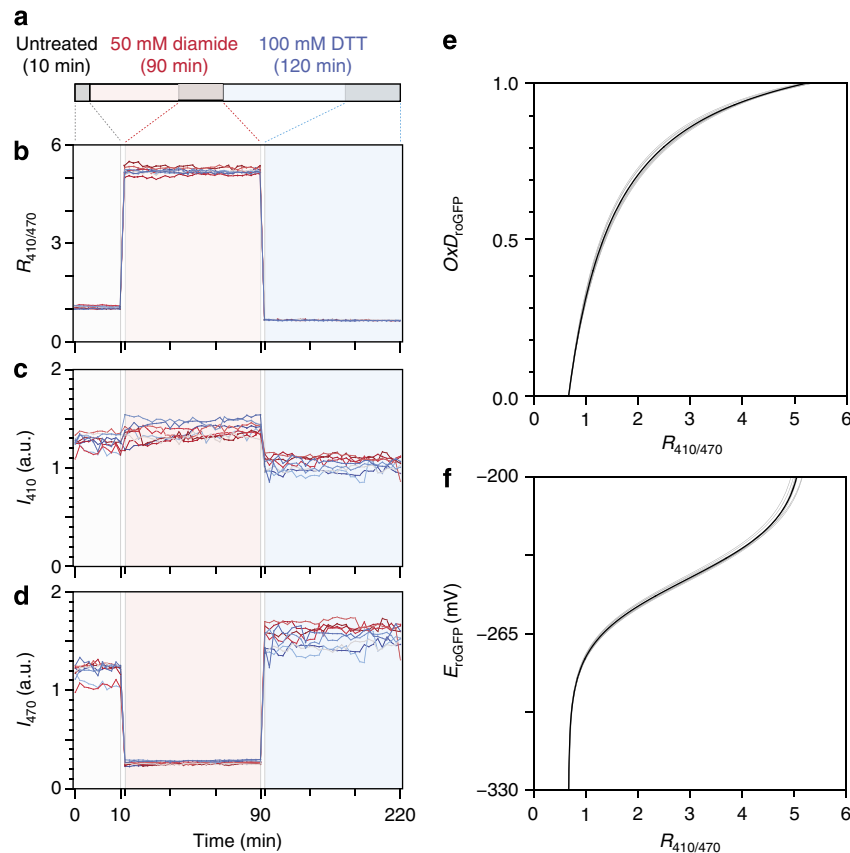 a
Untreated
(10 min)
50 mM diamide
(90 min)
100 mM DTT
(120 min)
b
6
3
0
R410/470
c
2
1
0
I410 (a.u.)
d
2
1
0
I470 (a.u.)
0 10 90 220
Time (min)
e
1.0
0.5
0.0
OxDroGFP
0 1 2 3 4 5 6
R410/470
f
−200
−265
−330
EroGFP (mV)
0 1 2 3 4 5 6
R410/470